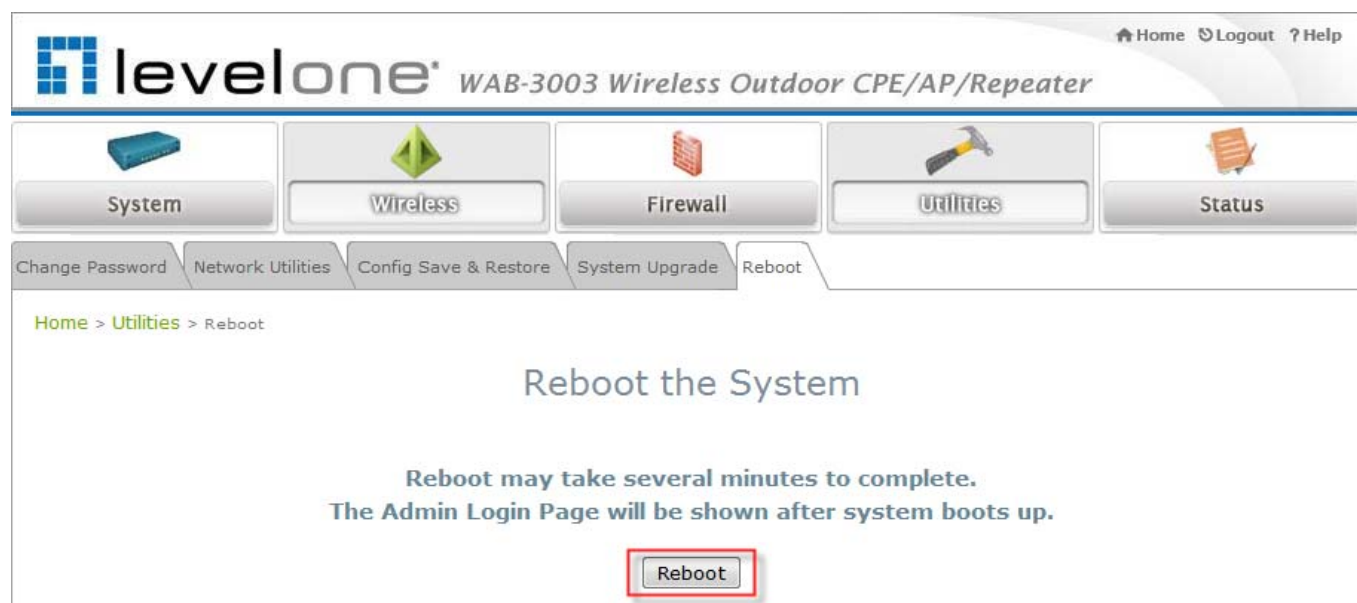 Home Logout ? Help
levelone WAB-3003 Wireless Outdoor CPE/AP/Repeater
System Wireless Firewall Utilities Status
Change Password Network Utilities Config Save & Restore System Upgrade Reboot
Home > Utilities > Reboot
Reboot the System
Reboot may take several minutes to complete.
The Admin Login Page will be shown after system boots up.
Reboot